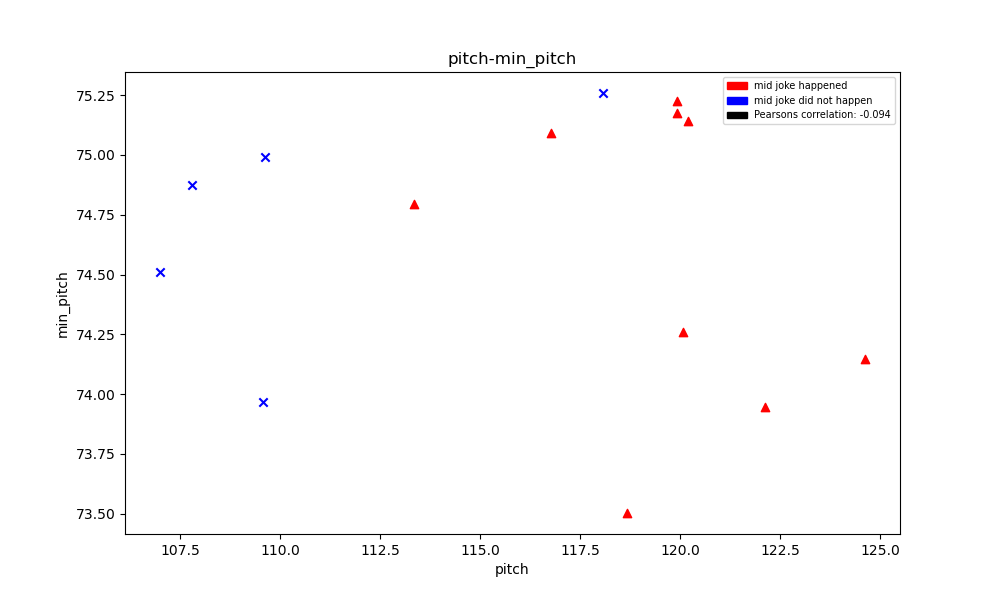 pitch-min_pitch
mid joke happened
mid joke did not happen
Pearsons correlation: -0.094
75.25
75.00
74.75
74.50
74.25
74.00
73.75
73.50
min_pitch
107.5 110.0 112.5 115.0 117.5 120.0 122.5 125.0
pitch